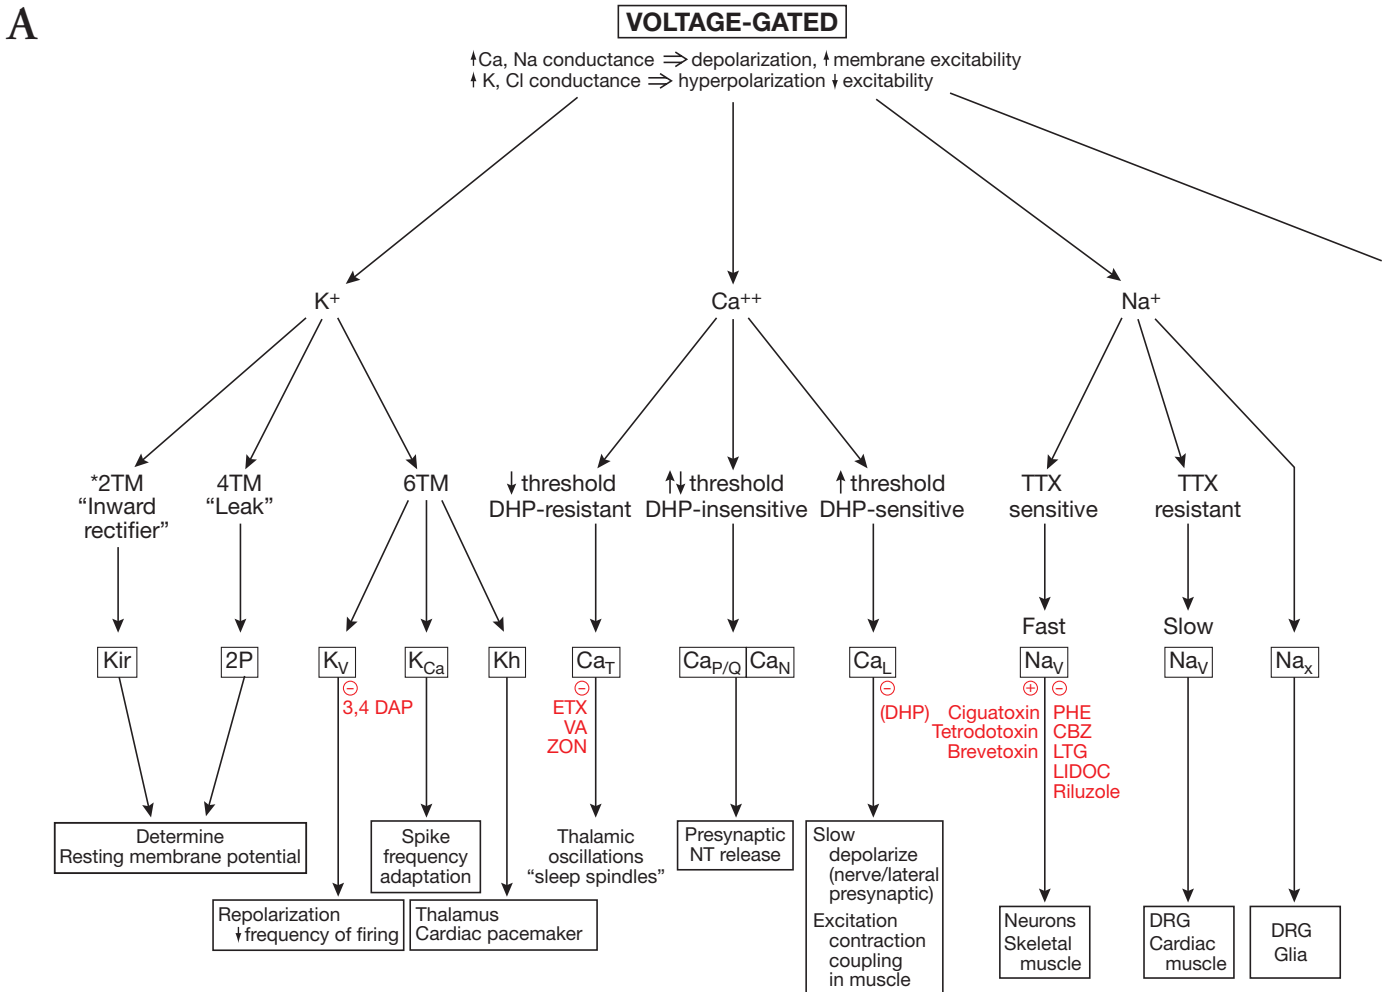 A
VOLTAGE-GATED
↑Ca, Na conductance ⇒ depolarization, ↑ membrane excitability
↑ K, Cl conductance ⇒ hyperpolarization ↓ excitability
K+
Ca++
Na+
*2TM
“Inward
rectifier”
4TM
“Leak”
6TM
↓ threshold
DHP-resistant
↑↓ threshold
DHP-insensitive
↑ threshold
DHP-sensitive
TTX
sensitive
TTX
resistant
Fast
Slow
Kir
2P
KV
KCa
Kh
CaT
CaP/Q
CaN
CaL
NaV
NaV
Nax
⊖
3,4 DAP
⊖
ETX
VA
ZON
⊖
(DHP)
⊕
Ciguatoxin
Tetrodotoxin
Brevetoxin
⊖
PHE
CBZ
LTG
LIDOC
Riluzole
Determine
Resting membrane potential
Repolarization
↓frequency of firing
Spike
frequency
adaptation
Thalamus
Cardiac pacemaker
Thalamic
oscillations
“sleep spindles”
Presynaptic
NT release
Slow
depolarize
(nerve/lateral
presynaptic)
Excitation
contraction
coupling
in muscle
Neurons
Skeletal
muscle
DRG
Cardiac
muscle
DRG
Glia